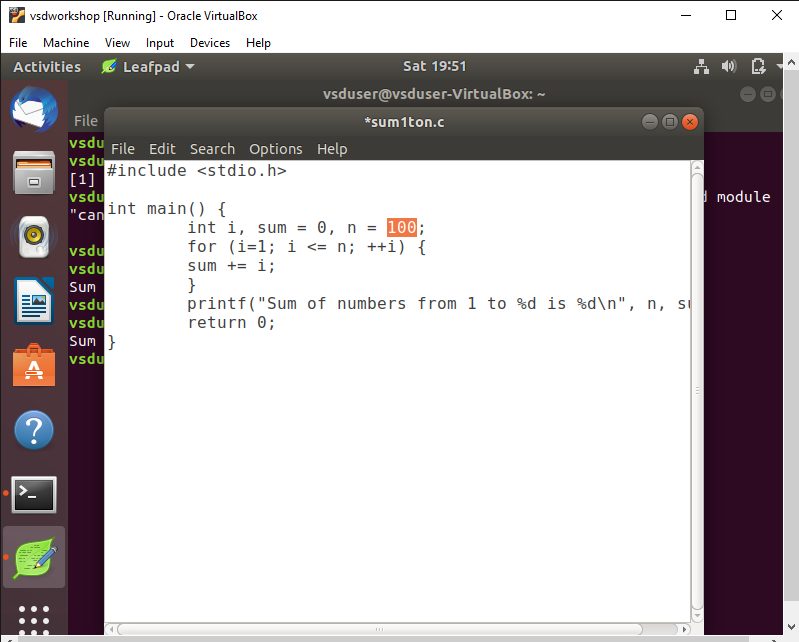 vsdworkshop [Running] - Oracle VirtualBox
File Machine View Input Devices Help
Activities Leafpad Sat 19:51
vsduser@vsduser-VirtualBox: ~
File
*sum1ton.c
File Edit Search Options Help
#include <stdio.h>
int main() {
int i, sum = 0, n = 100;
for (i=1; i <= n; ++i) {
sum += i;
}
printf("Sum of numbers from 1 to %d is %d\n", n, su
return 0;
}
vsdu
vsdu
[1]
vsdu d module
"can
vsdu
vsdu
Sum
vsdu
vsdu
Sum
vsdu